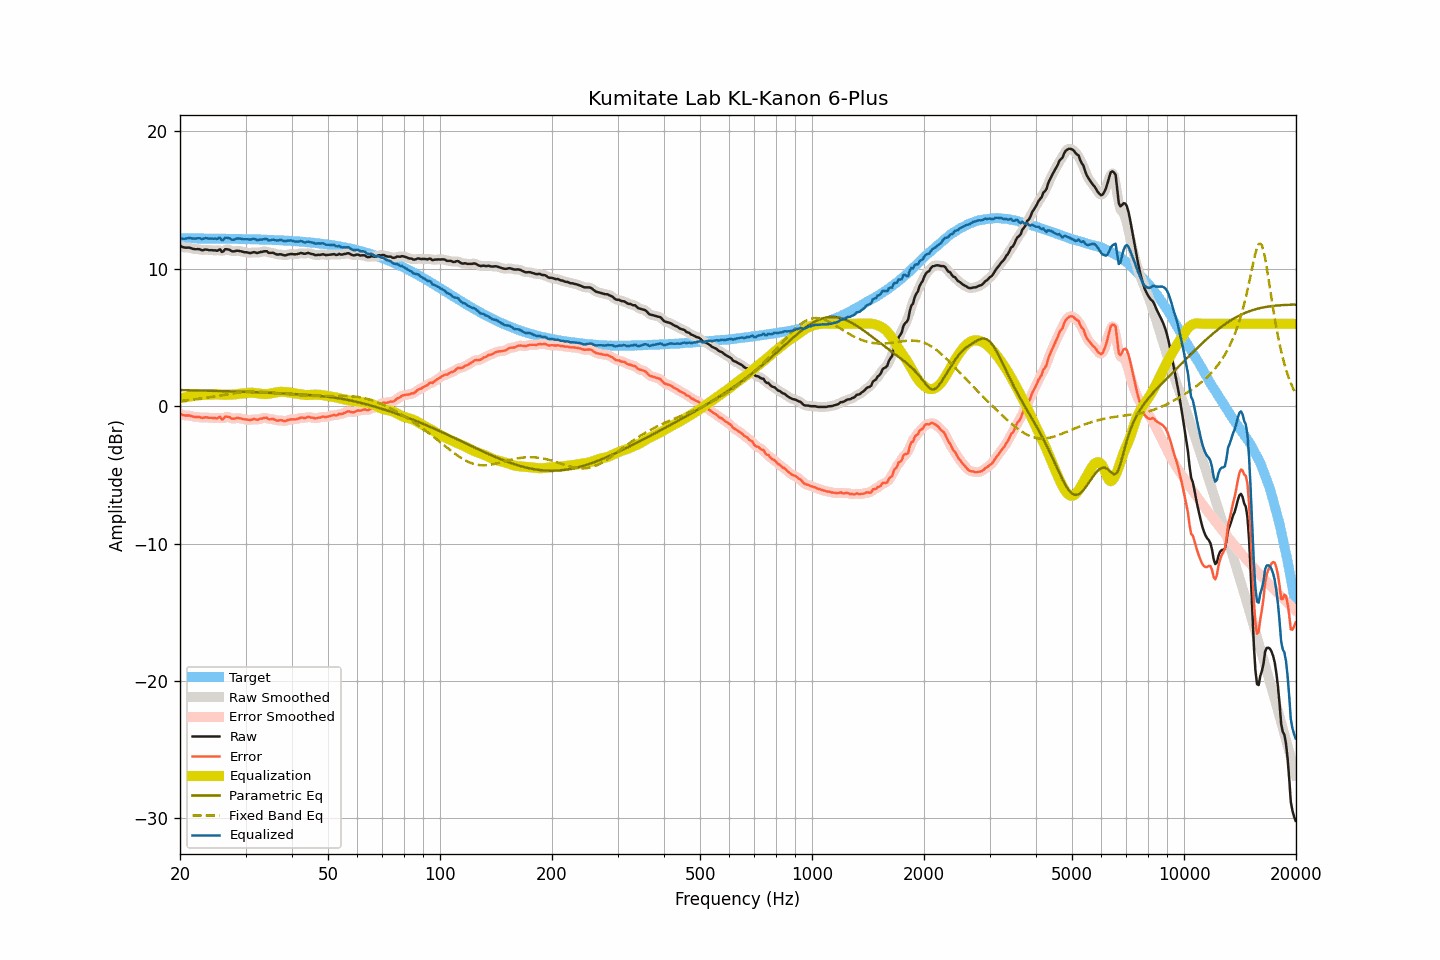 Kumitate Lab KL-Kanon 6-Plus
20
10
0
−10
−20
−30
Amplitude (dBr)
Target
Raw Smoothed
Error Smoothed
Raw
Error
Equalization
Parametric Eq
Fixed Band Eq
Equalized
20 50 100 200 500 1000 2000 5000 10000 20000
Frequency (Hz)